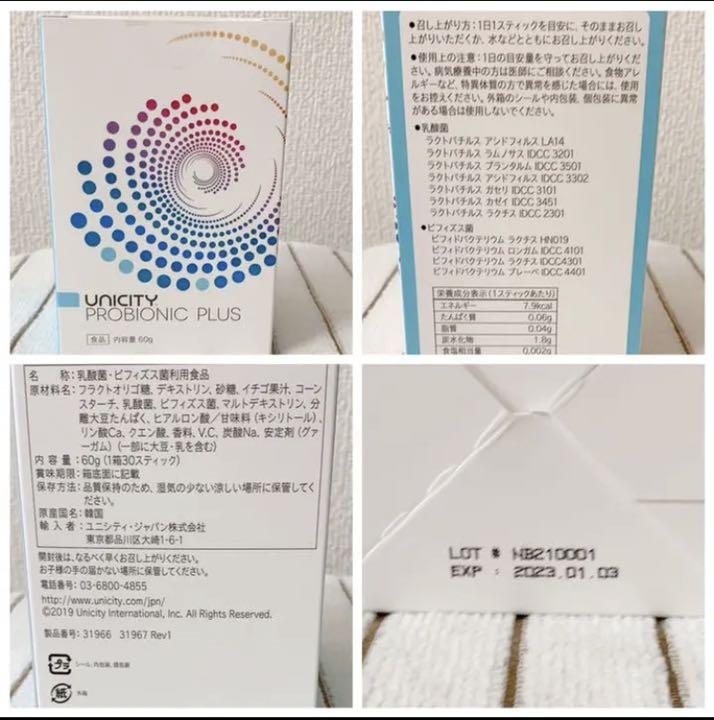 UNICITY
PROBIONIC PLUS
食品 内容量 60g
●召し上がり方：1日1スティックを目安に、そのままお召し
上がりいただくか、水などとともにお召し上がりください。
●使用上の注意：1日の目安量を守ってお召し上がりください。
病気療養中の方は医師にご相談ください。食物アレ
ルギーなど、特異体質の方で異常を感じた場合には、使用
をお控えください。外箱のシールや内包装、個包装に異常
がある場合は使用しないでください。
●乳酸菌
ラクトバチルス アシドフィルス LA14
ラクトバチルス ラムノサス IDCC 3201
ラクトバチルス プランタルム IDCC 3501
ラクトバチルス アシドフィルス IDCC 3302
ラクトバチルス ガセリ IDCC 3101
ラクトバチルス カゼイ IDCC 3451
ラクトバチルス ラクチス IDCC 2301
●ビフィズス菌
ビフィドバクテリウム ラクチス HN019
ビフィドバクテリウム ロンガム IDCC 4101
ビフィドバクテリウム ラクチス IDCC4301
ビフィドバクテリウム ブレーベ IDCC 4401
栄養成分表示(1スティックあたり)
エネルギー 7.9kcal
たんぱく質 0.06g
脂質 0.04g
炭水化物 1.8g
食塩相当量 0.002g
名 称：乳酸菌・ビフィズス菌利用食品
原材料名：フラクトオリゴ糖、デキストリン、砂糖、イチゴ果汁、コーン
スターチ、乳酸菌、ビフィズス菌、マルトデキストリン、分
離大豆たんぱく、ヒアルロン酸／甘味料（キシリトール）、
リン酸Ca、クエン酸、香料、V.C、炭酸Na、安定剤（グァ
ーガム）（一部に大豆・乳を含む）
内 容 量：60g（1箱30スティック）
賞味期限：箱底面に記載
保存方法：品質保持のため、湿気の少ない涼しい場所に保管してく
ださい。
原産国名：韓国
輸 入 者：ユニシティ・ジャパン株式会社
東京都品川区大崎1-6-1
開封後は、なるべく早くお召し上がりください。
お子様の手の届かない場所に保管してください。
電話番号：03-6800-4855
http://www.unicity.com/jpn/
©2019 Unicity International, Inc. All Rights Reserved.
製品番号：31966 31967 Rev1
プラ シール、内包装、個包装
紙 外箱
LOT # NB210001
EXP : 2023.01.03